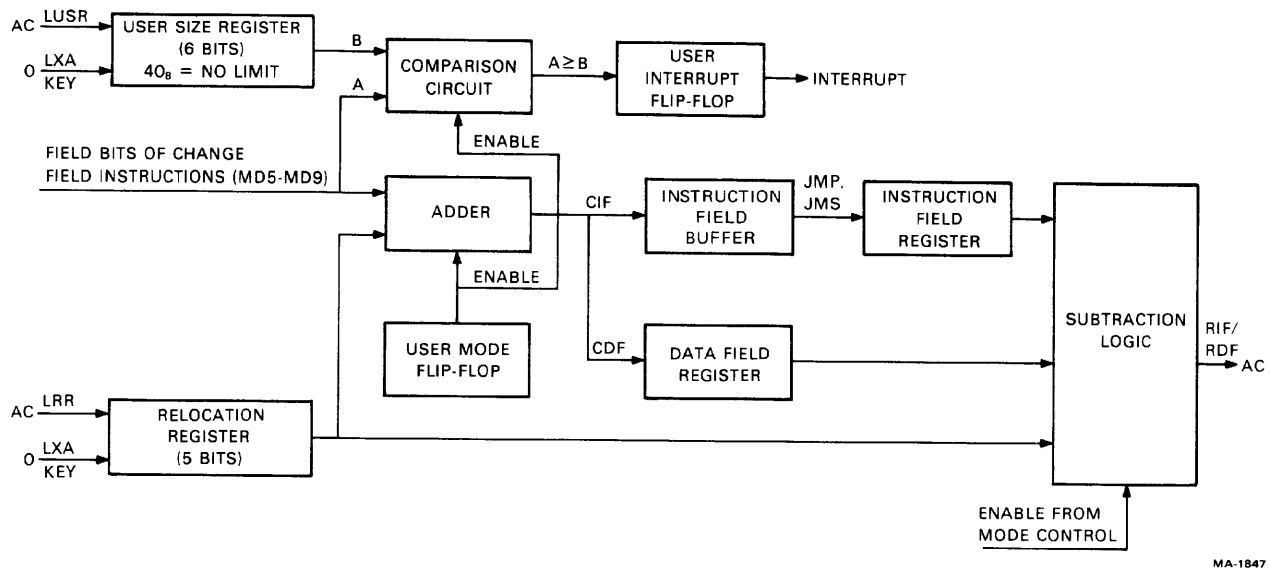 AC LUSR
0 LXA
KEY
USER SIZE REGISTER
(6 BITS)
40₈ = NO LIMIT
B
A
COMPARISON
CIRCUIT
A≥B
USER
INTERRUPT
FLIP-FLOP
INTERRUPT
ENABLE
FIELD BITS OF CHANGE
FIELD INSTRUCTIONS (MD5-MD9)
ADDER
CIF
INSTRUCTION
FIELD
BUFFER
JMP,
JMS
INSTRUCTION
FIELD
REGISTER
ENABLE
USER MODE
FLIP-FLOP
CDF
DATA FIELD
REGISTER
SUBTRACTION
LOGIC
RIF/
RDF
AC
AC LRR
0 LXA
KEY
RELOCATION
REGISTER
(5 BITS)
ENABLE FROM
MODE CONTROL
MA-1847